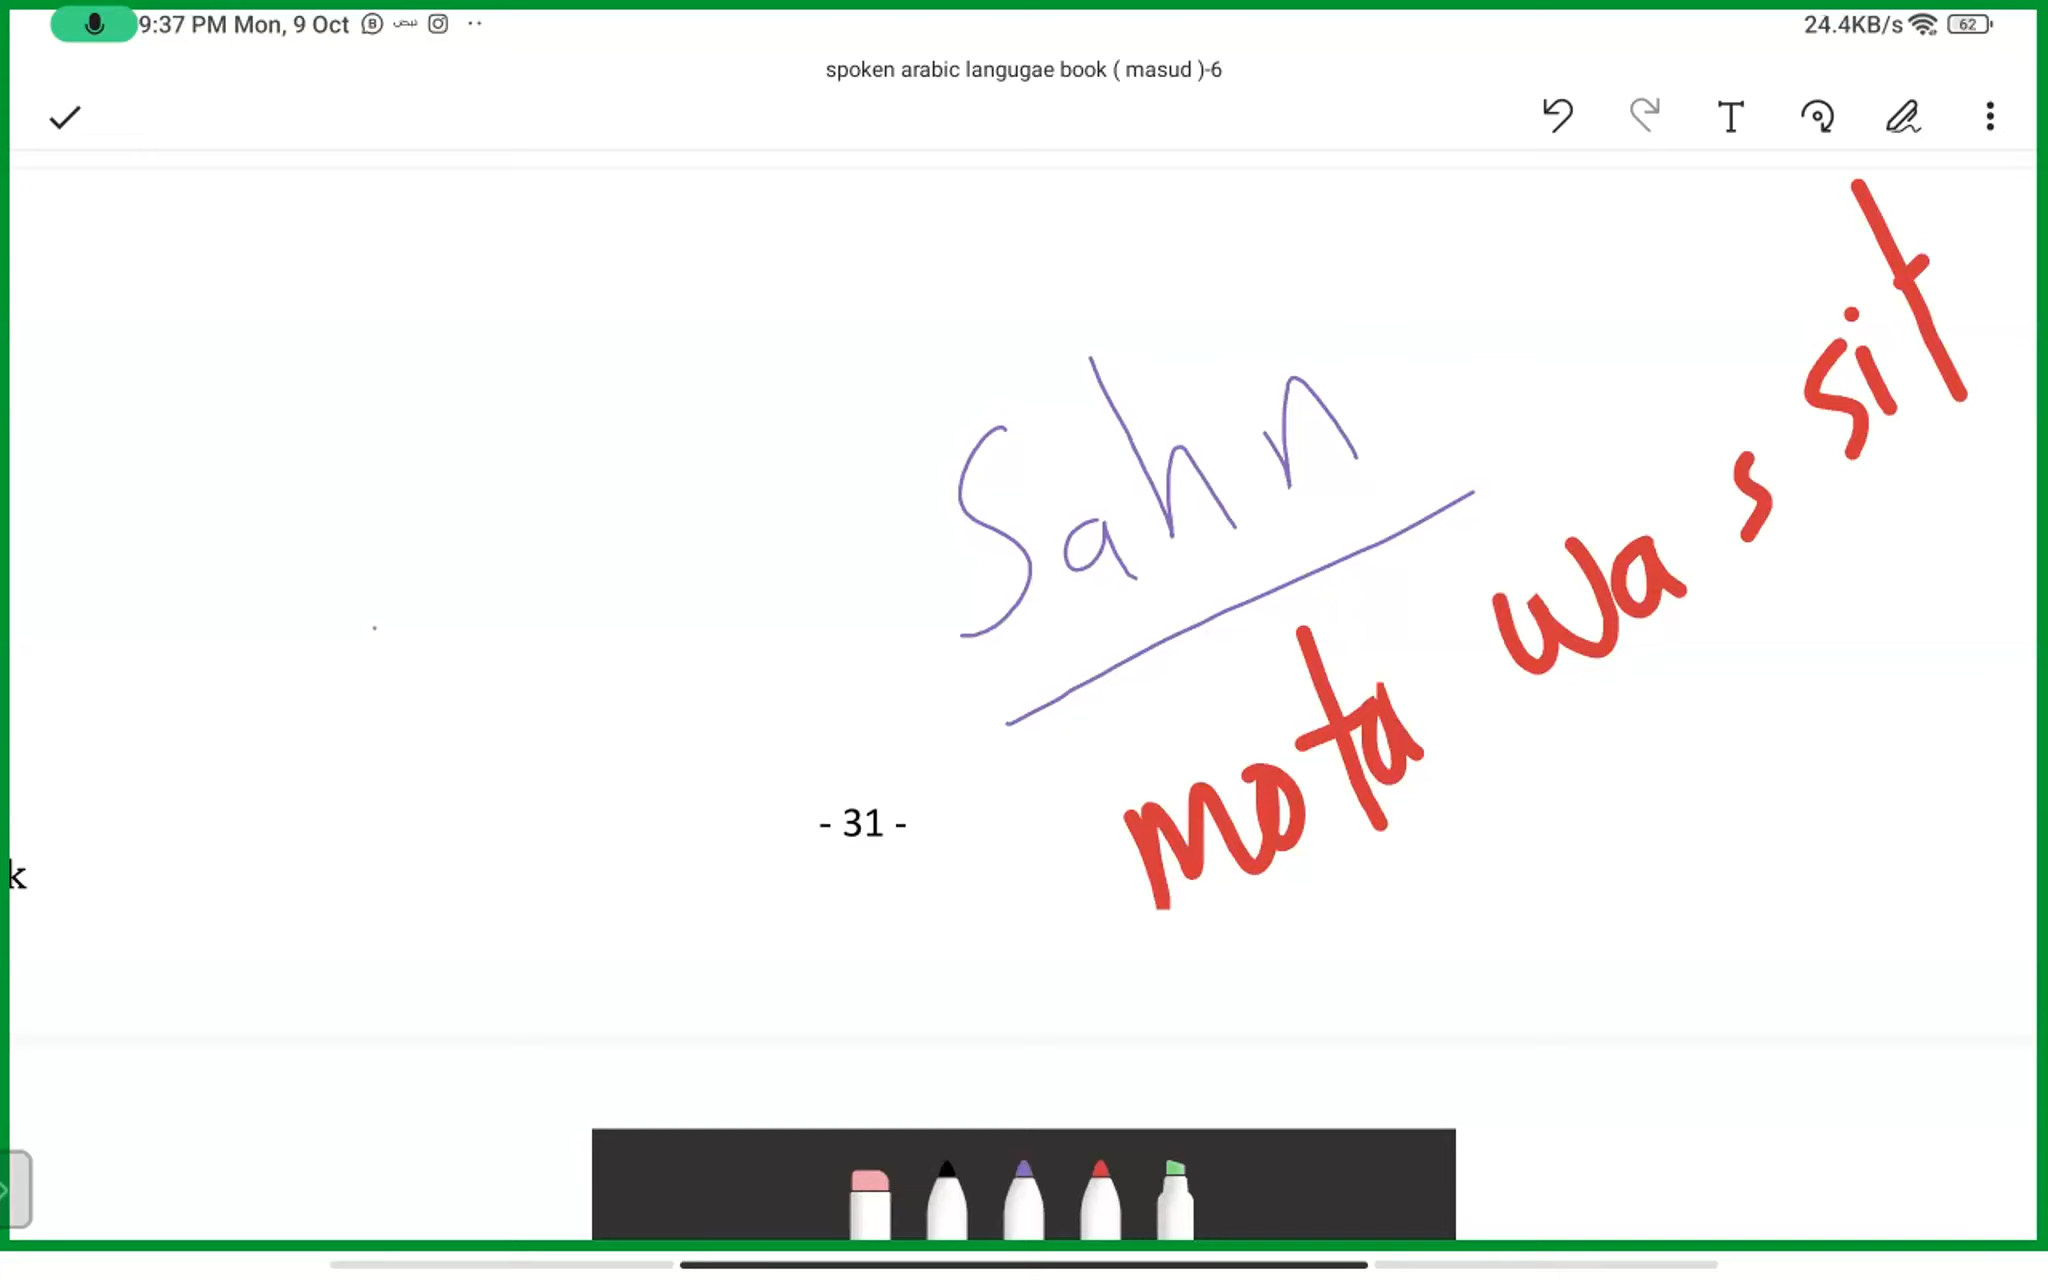 9:37 PM Mon, 9 Oct نبض 24.4KB/s 62
spoken arabic langugae book ( masud )-6
Sahn
mota wa s sit
- 31 -
k